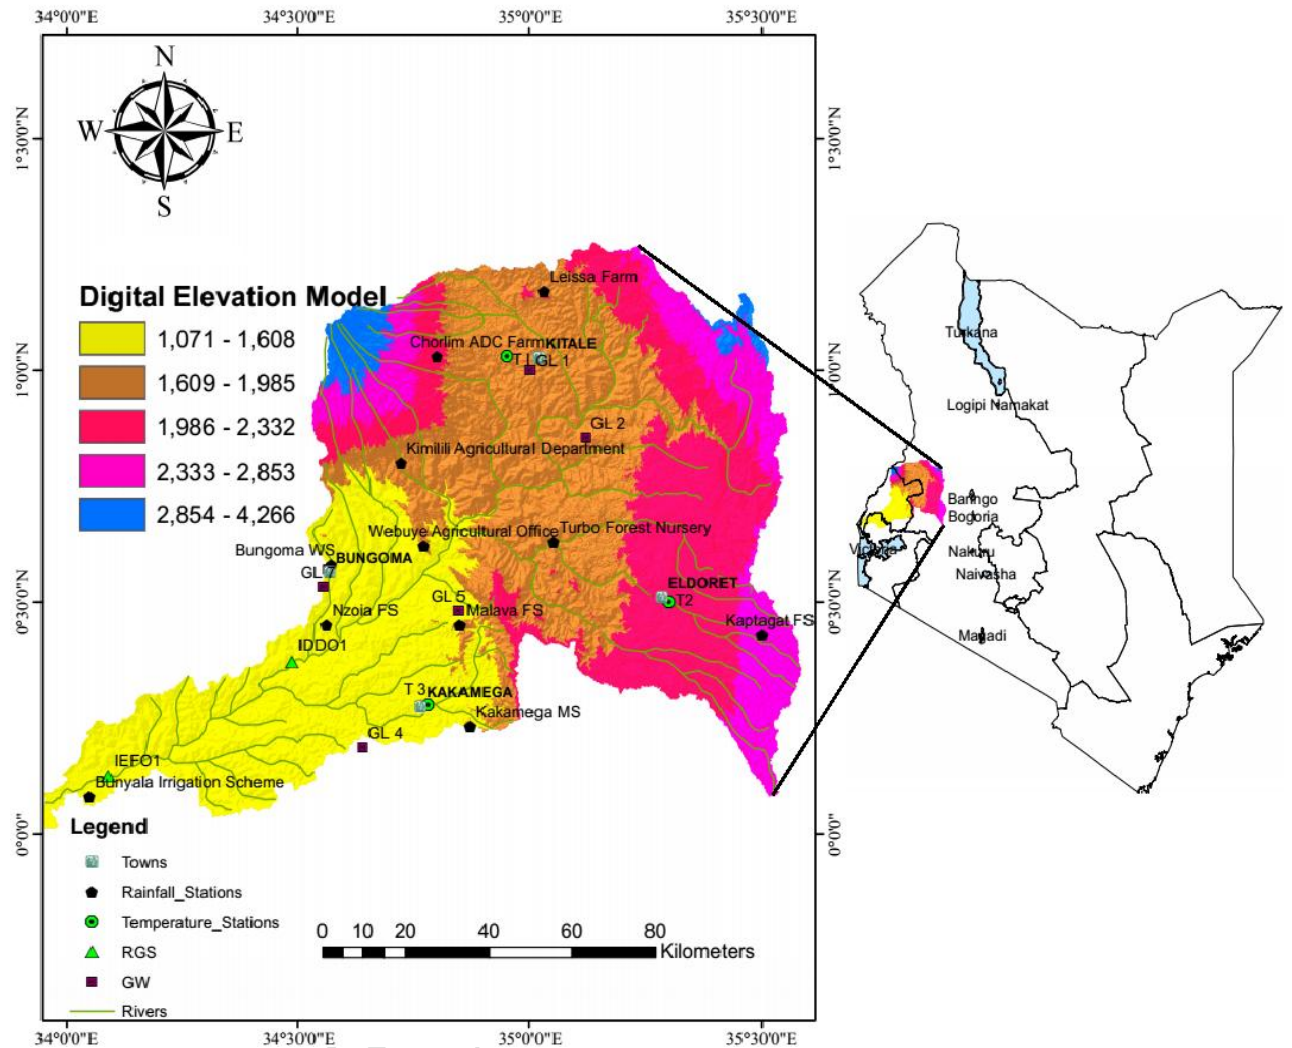 34°0'0"E 34°30'0"E 35°0'0"E 35°30'0"E
N
W E
S
1°30'0"N 1°30'0"N
Leissa Farm
Digital Elevation Model
1,071 - 1,608
1,609 - 1,985
1,986 - 2,332
2,333 - 2,853
2,854 - 4,266
Chorlim ADC Farm KITALE
T1 GL 1
1°0'0"N 1°0'0"N
GL 2
Kimilili Agricultural Department
Webuye Agricultural Office Turbo Forest Nursery
Bungoma WS BUNGOMA
GL
ELDORET
T2
0°30'0"N 0°30'0"N
GL 5
Nzoia FS Malava FS Kaptagat FS
IDD01
T 3 KAKAMEGA
Kakamega MS
GL 4
IEF01
Bunyala Irrigation Scheme
0°0'0" 0°0'0"
Legend
Towns
Rainfall_Stations
Temperature_Stations
RGS
GW
Rivers
0 10 20 40 60 80
Kilometers
34°0'0"E 34°30'0"E 35°0'0"E 35°30'0"E
Turkana
Logipi Namakat
Baringo
Bogoria
Victoria Nakuru
Naivasha
Magadi